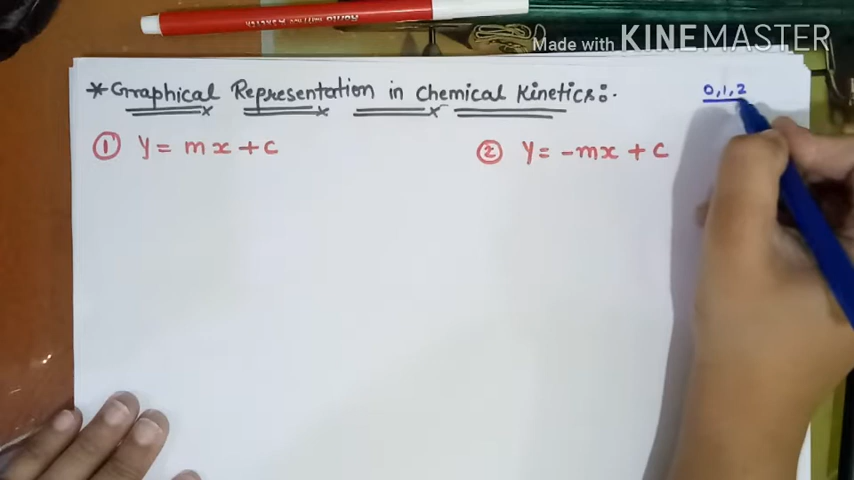 Made with KINEMASTER
* Graphical Representation in Chemical Kinetics:.
0,1,2
① y = mx + c
② y = -mx + c